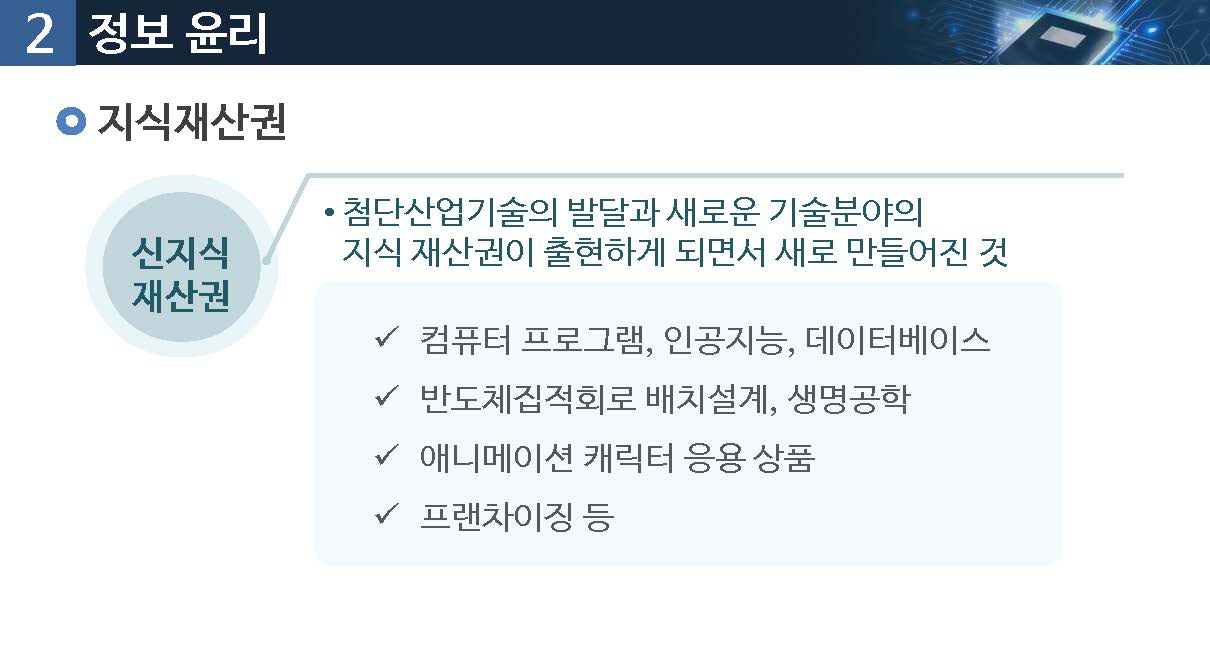 2 정보 윤리
지식재산권
신지식
재산권
• 첨단산업기술의 발달과 새로운 기술분야의
지식 재산권이 출현하게 되면서 새로 만들어진 것
✓ 컴퓨터 프로그램, 인공지능, 데이터베이스
✓ 반도체집적회로 배치설계, 생명공학
✓ 애니메이션 캐릭터 응용 상품
✓ 프랜차이징 등